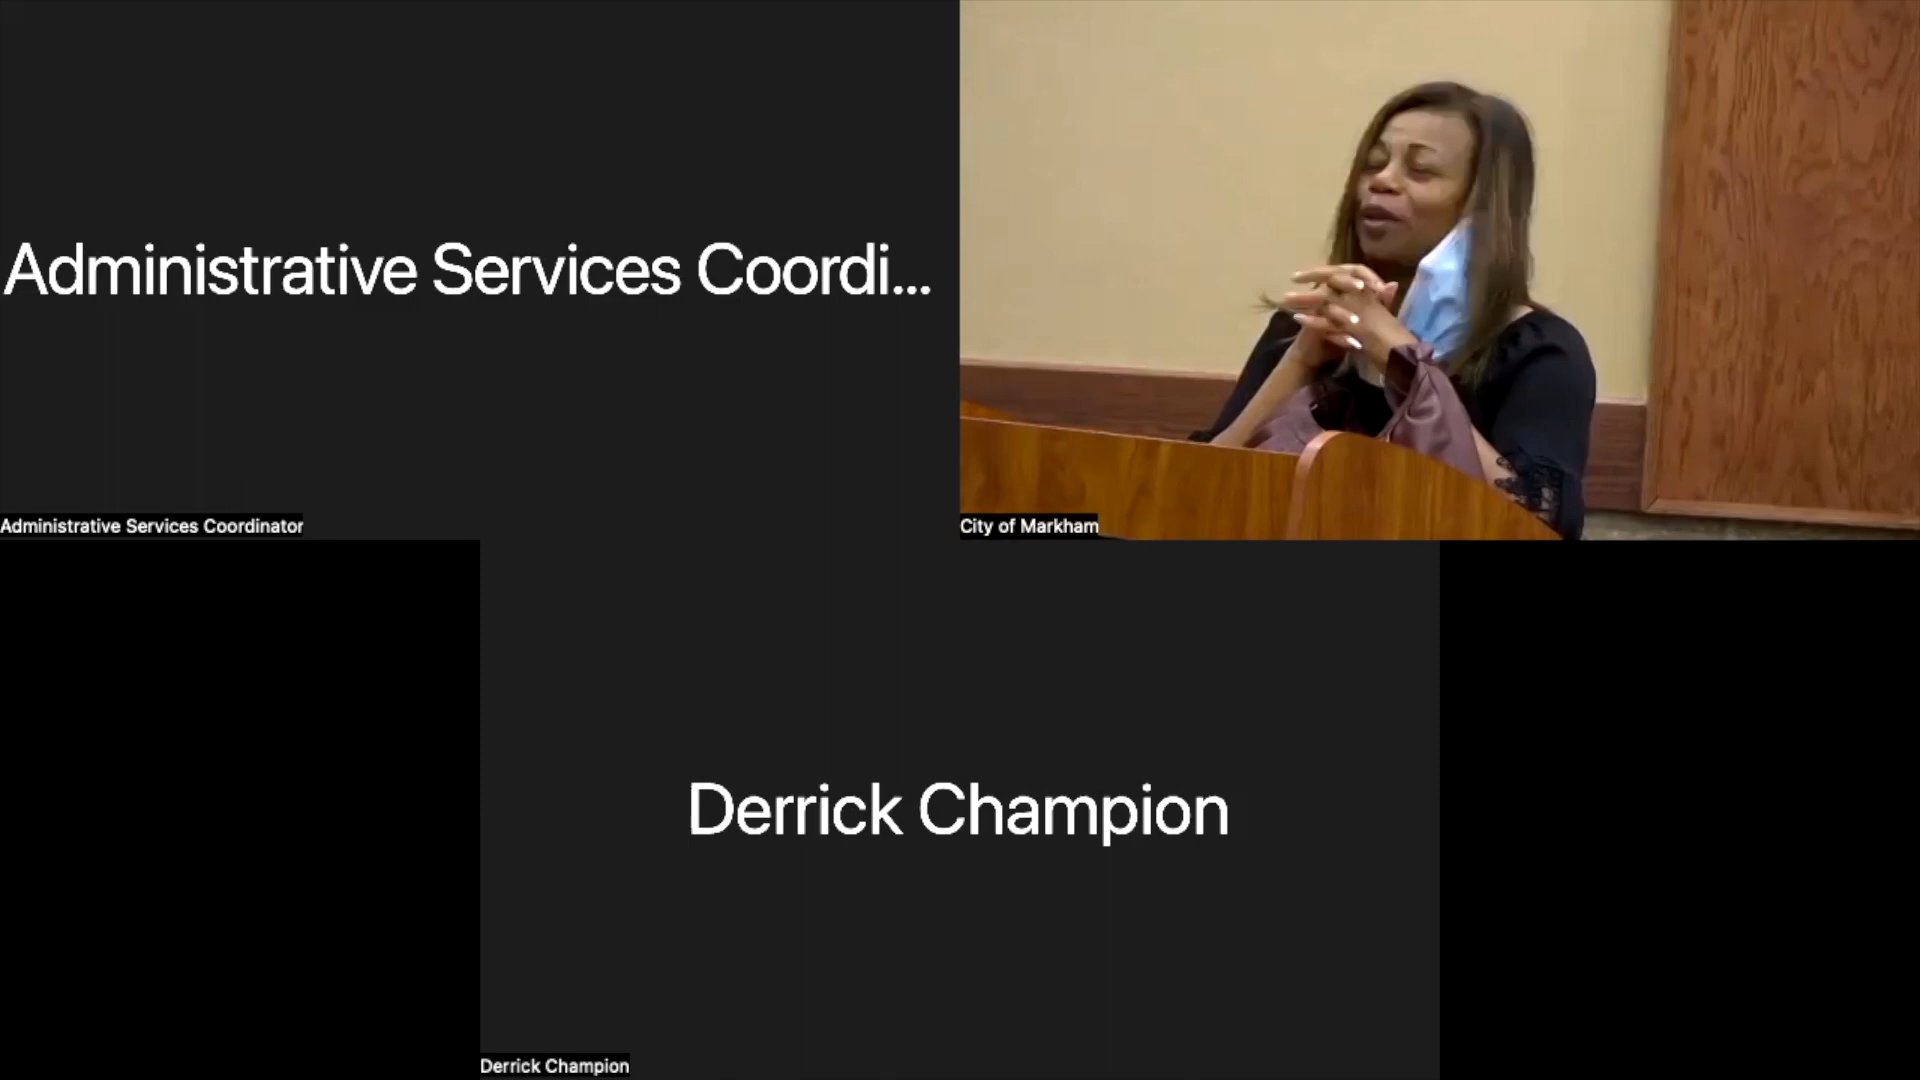 Administrative Services Coordi...
Administrative Services Coordinator
City of Markham
Derrick Champion
Derrick Champion